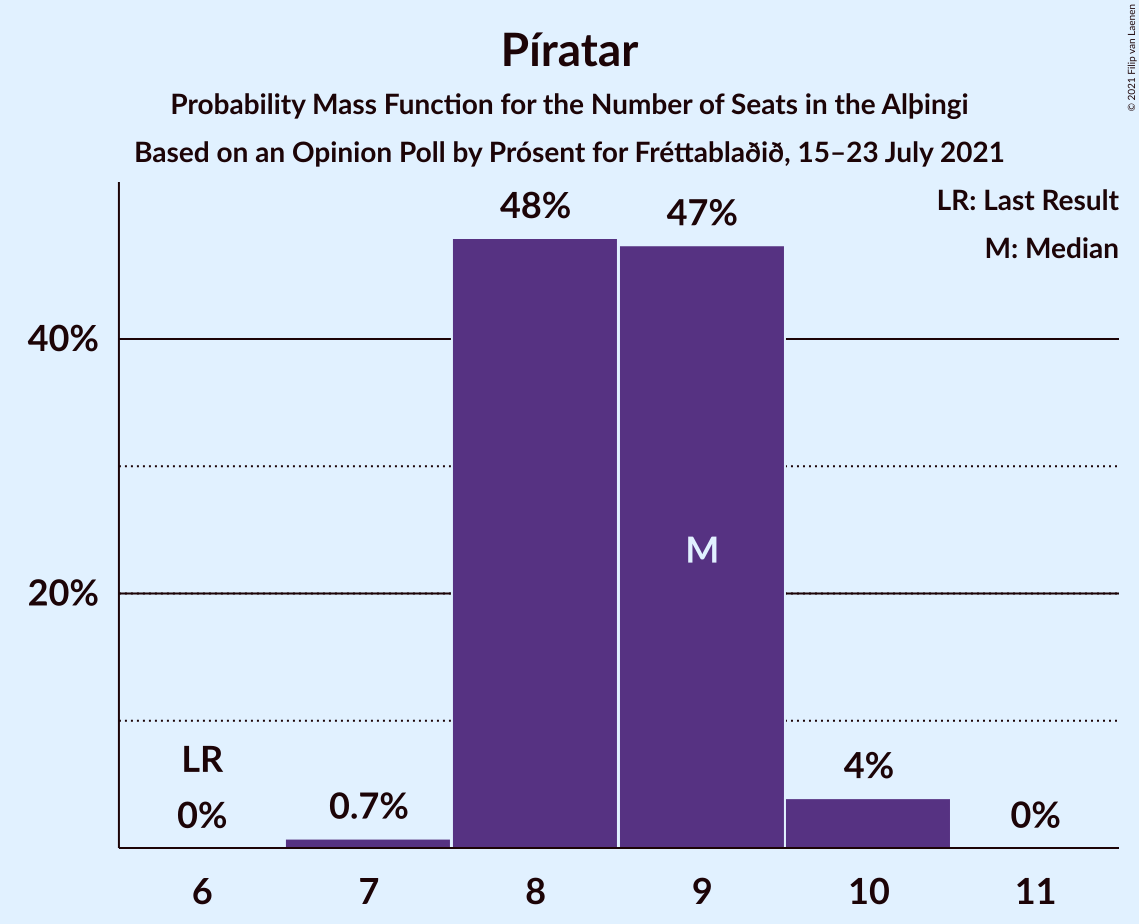 Píratar
Probability Mass Function for the Number of Seats in the Alþingi
Based on an Opinion Poll by Prósent for Fréttablaðið, 15–23 July 2021
© 2021 Filip van Laenen
LR: Last Result
M: Median
48%
47%
40%
M
20%
LR
0%
0.7%
4%
0%
6 7 8 9 10 11